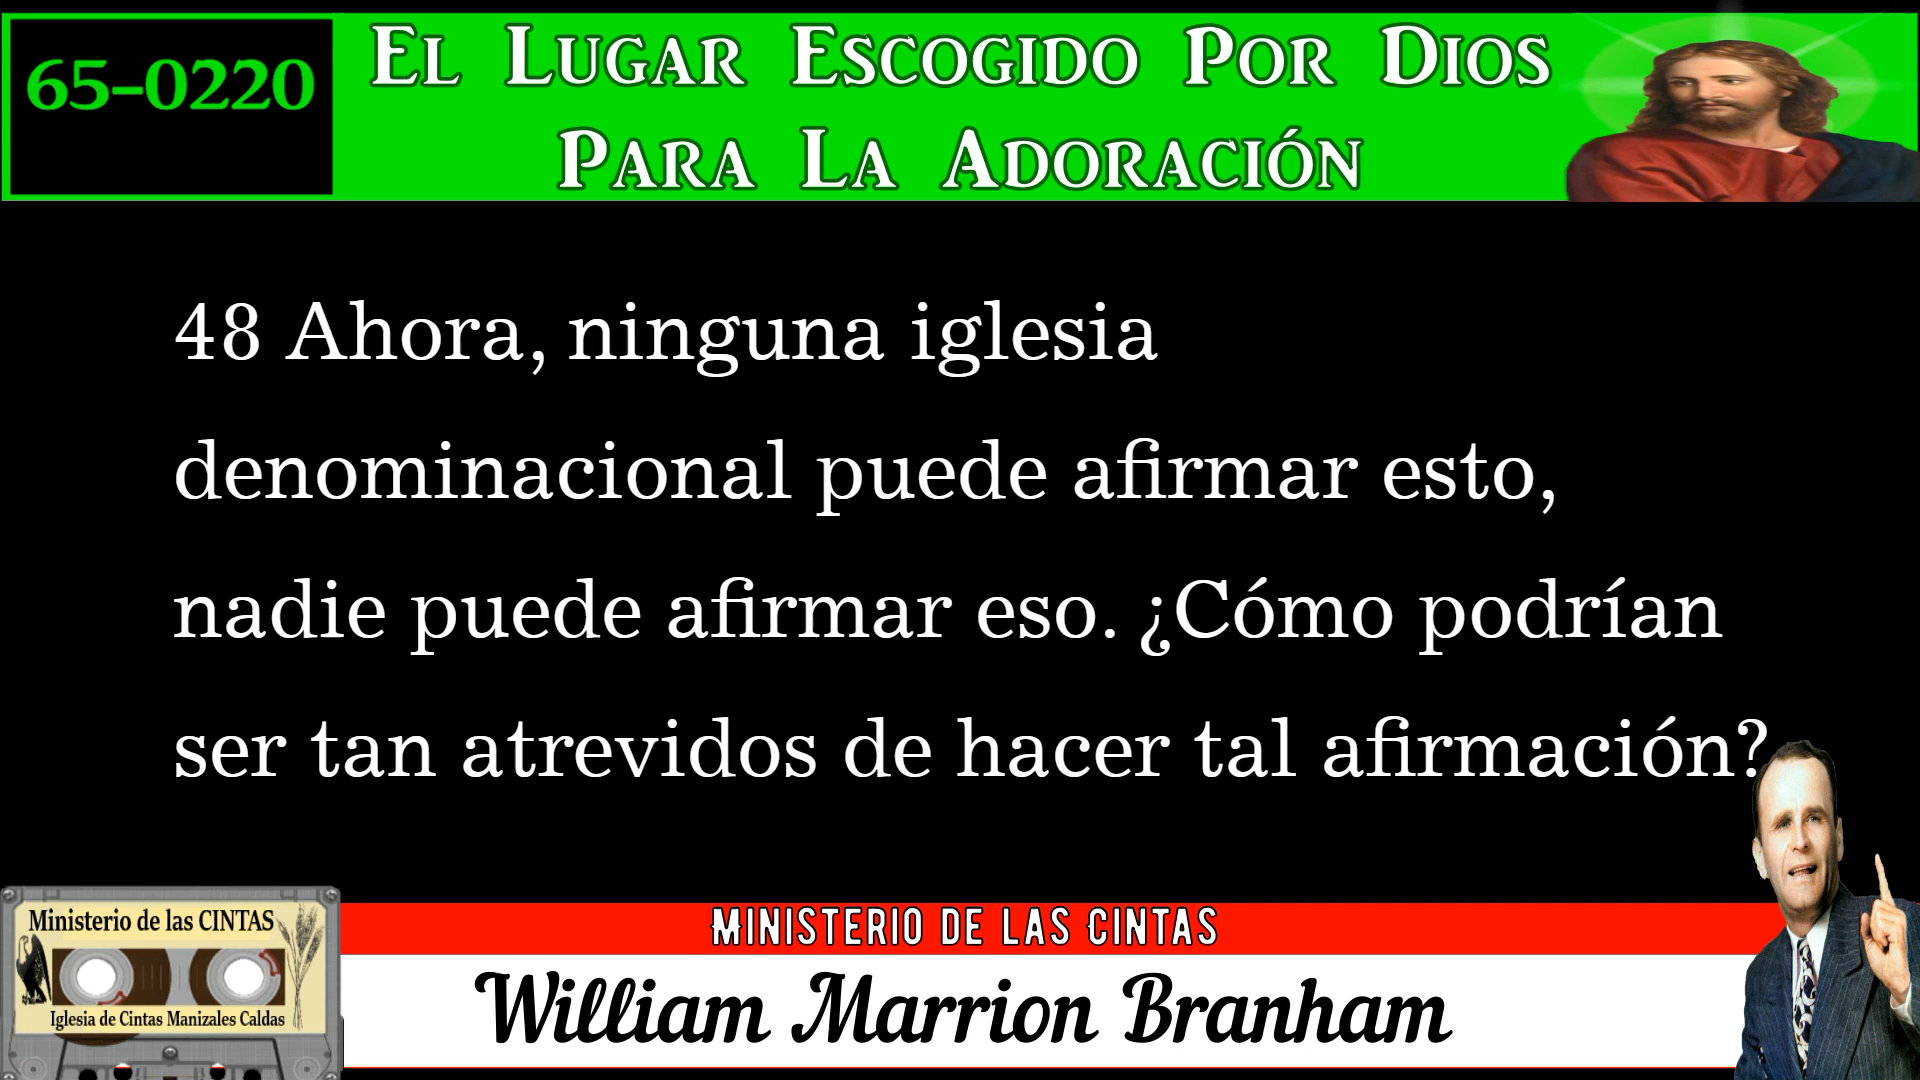 65-0220
El Lugar Escogido Por Dios
Para La Adoración
48 Ahora, ninguna iglesia
denominacional puede afirmar esto,
nadie puede afirmar eso. ¿Cómo podrían
ser tan atrevidos de hacer tal afirmación?
Ministerio de las CINTAS
Iglesia de Cintas Manizales Caldas
MINISTERIO DE LAS CINTAS
William Marrion Branham